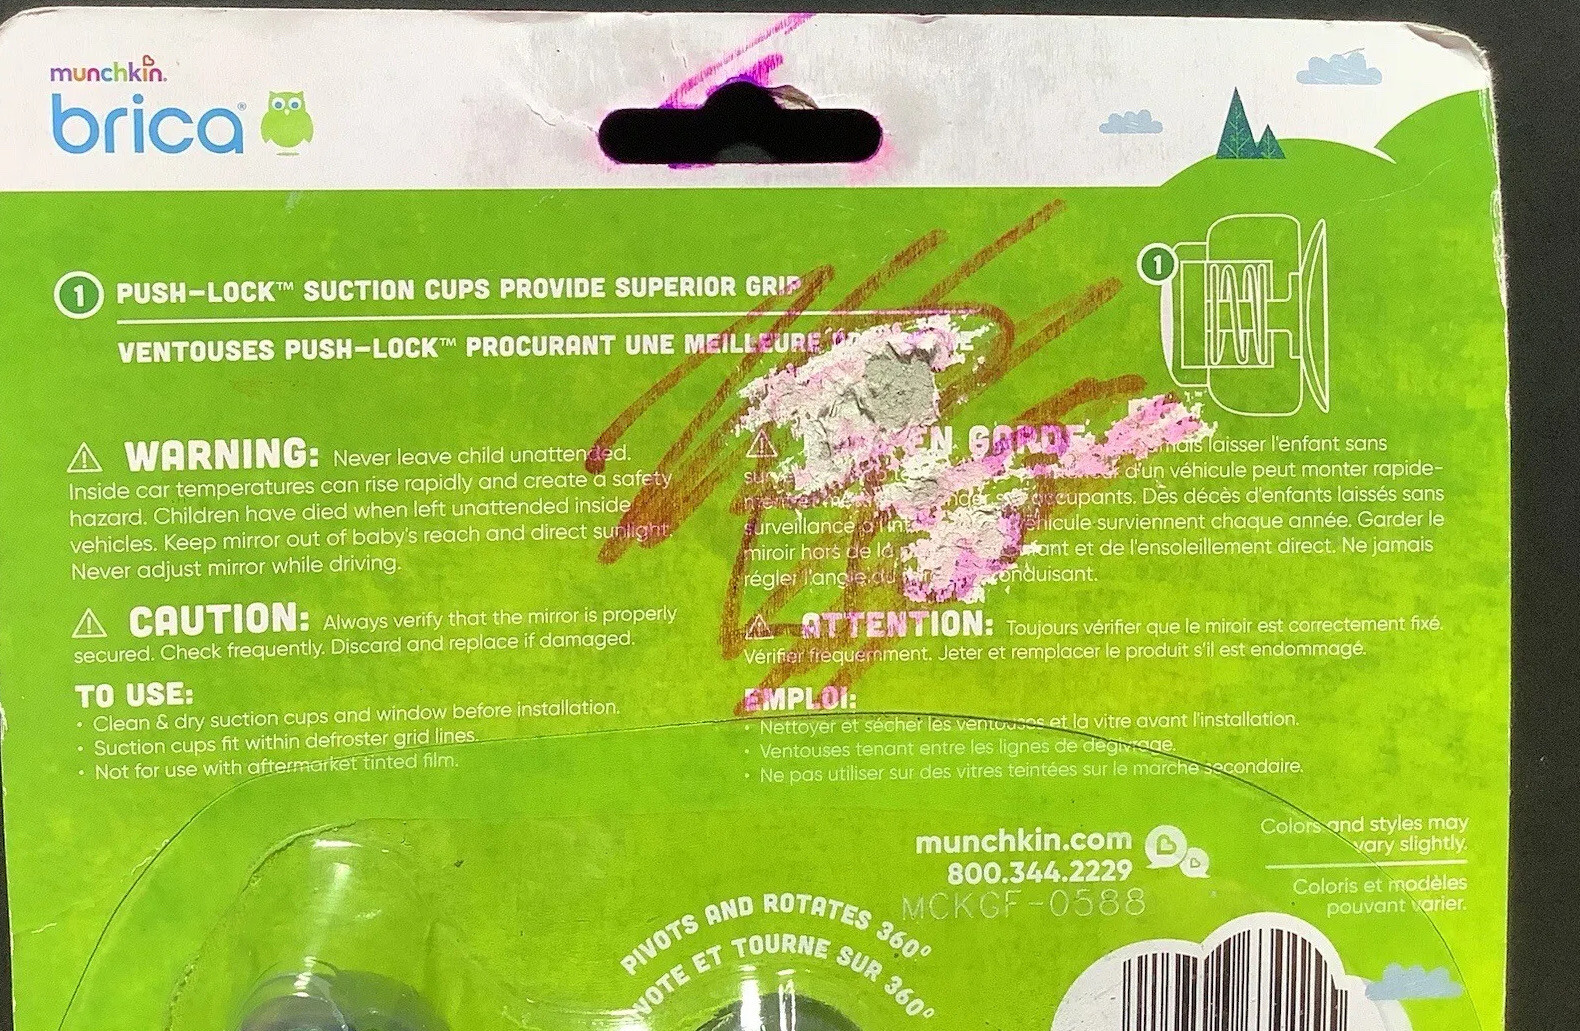 munchkin.
brica®
1 PUSH-LOCK™ SUCTION CUPS PROVIDE SUPERIOR GRIP
VENTOUSES PUSH-LOCK™ PROCURANT UNE MEILLEURE
1
WARNING: Never leave child unattended.
Inside car temperatures can rise rapidly and create a safety
hazard. Children have died when left unattended inside
vehicles. Keep mirror out of baby's reach and direct sunlight.
Never adjust mirror while driving.
CAUTION: Always verify that the mirror is properly
secured. Check frequently. Discard and replace if damaged.
TO USE:
• Clean & dry suction cups and window before installation.
• Suction cups fit within defroster grid lines.
• Not for use with aftermarket tinted film.
EN GARDE laisser l'enfant sans
d'un véhicule peut monter rapide-
occupants. Des décès d'enfants laissés sans
surveillance à véhicule surviennent chaque année. Garder le
miroir hors de la et de l'ensoleillement direct. Ne jamais
régler l'angle du conduisant.
ATTENTION: Toujours vérifier que le miroir est correctement fixé.
Vérifier fréquemment. Jeter et remplacer le produit s'il est endommagé.
EMPLOI:
• Nettoyer et sécher les ventouses et la vitre avant l'installation.
• Ventouses tenant entre les lignes de dégivrage.
• Ne pas utiliser sur des vitres teintées sur le marché secondaire.
munchkin.com
800.344.2229
MCKGF-0588
Colors and styles may
vary slightly.
Coloris et modèles
pouvant varier.
PIVOTS AND ROTATES 360°
ET TOURNE SUR 360°